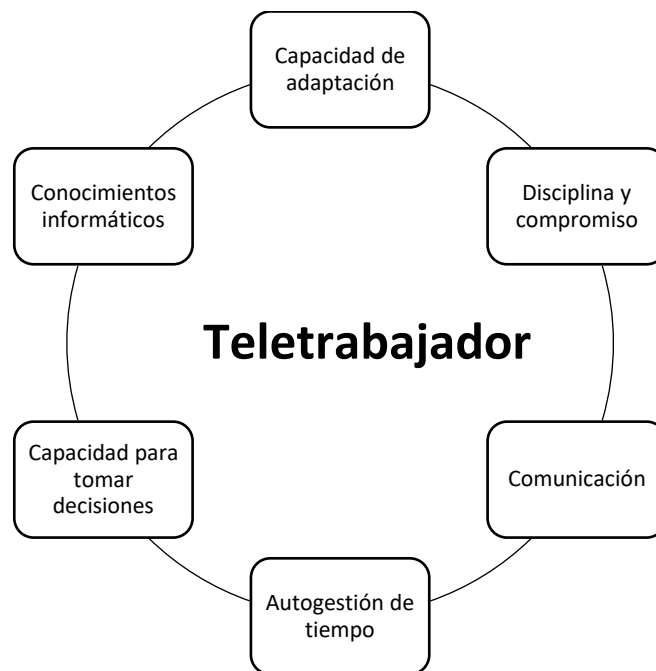 Capacidad de
adaptación
Disciplina y
compromiso
Comunicación
Autogestión de
tiempo
Capacidad para
tomar
decisiones
Conocimientos
informáticos
Teletrabajador